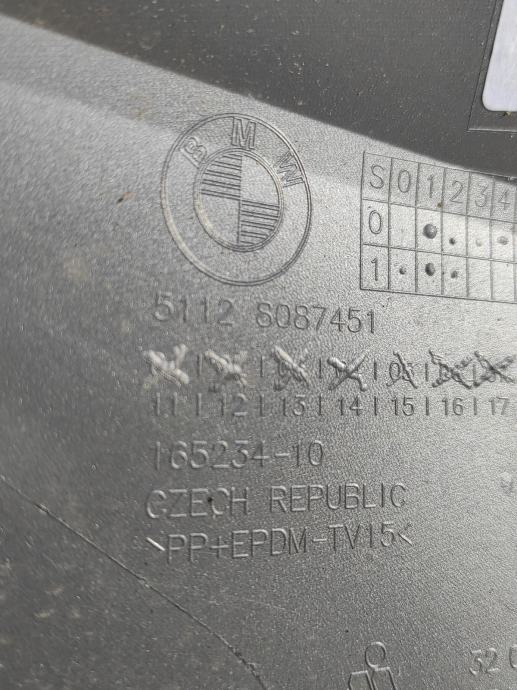 BMW
S 0 1 2 3 4
0
1
5112 8087451
11 | 12 | 13 | 14 | 15 | 16 | 17
165234-10
CZECH REPUBLIC
>PP+EPDM-TV15<